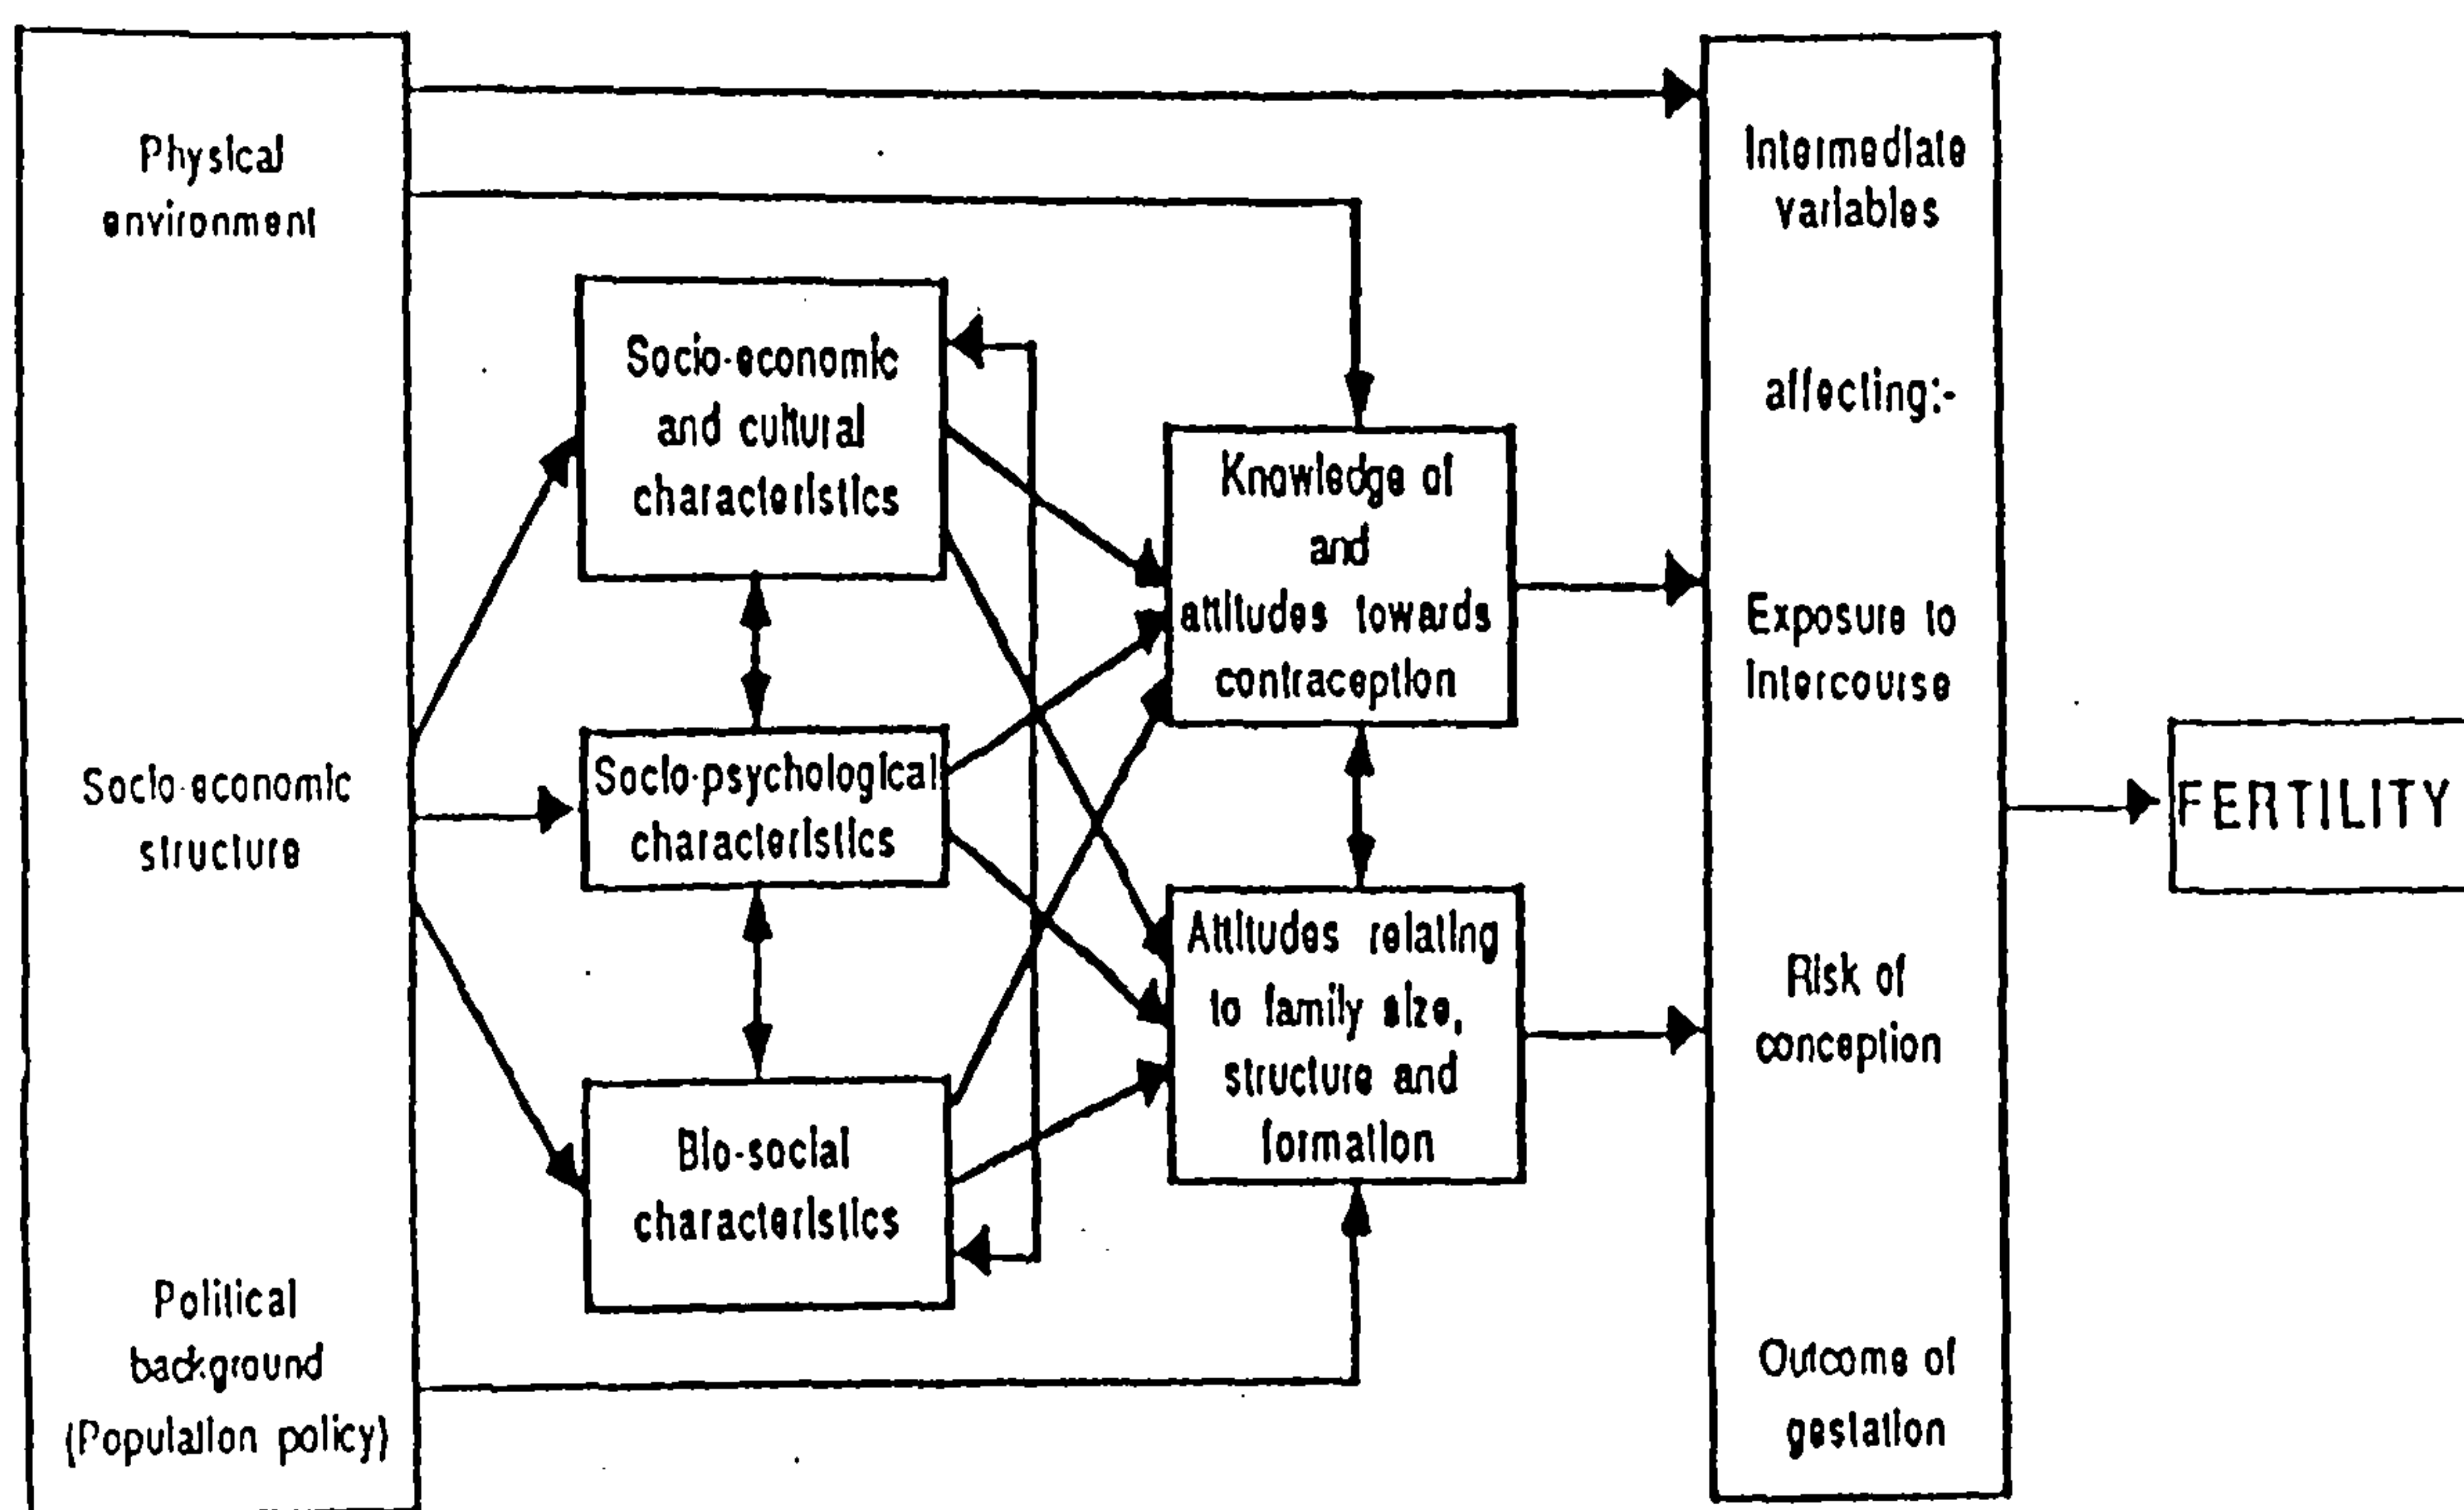 Physical
environment
Socio-economic
structure
Political
background
(Population policy)
Socio-economic
and cultural
characteristics
Socio-psychological
characteristics
Bio-social
characteristics
Knowledge of
and
attitudes towards
contraception
Attitudes relating
to family size,
structure and
formation
Intermediate
variables
affecting:-
Exposure to
Intercourse
Risk of
conception
Outcome of
gestation
FERTILITY